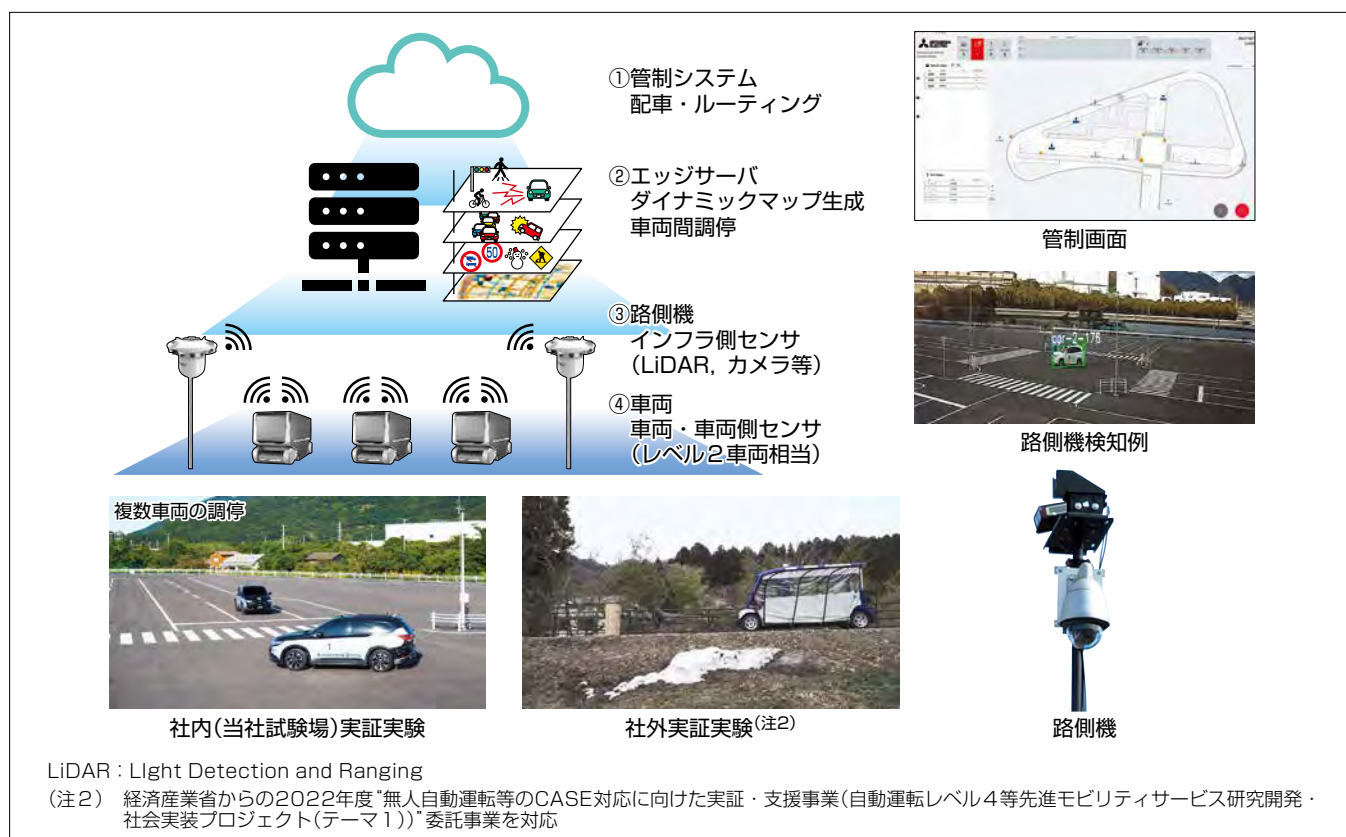 ①管制システム
配車・ルーティング
②エッジサーバ
ダイナミックマップ生成
車両間調停
50
③路側機
インフラ側センサ
(LiDAR, カメラ等)
④車両
車両・車両側センサ
(レベル2車両相当)
MITSUBISHI
ELECTRIC
管制画面
car-2-176
路側機検知例
路側機
複数車両の調停
社内(当社試験場)実証実験
社外実証実験(注2)
LiDAR：LIght Detection and Ranging
(注2) 経済産業省からの2022年度“無人自動運転等のCASE対応に向けた実証・支援事業(自動運転レベル4等先進モビリティサービス研究開発・
社会実装プロジェクト(テーマ1))”委託事業を対応